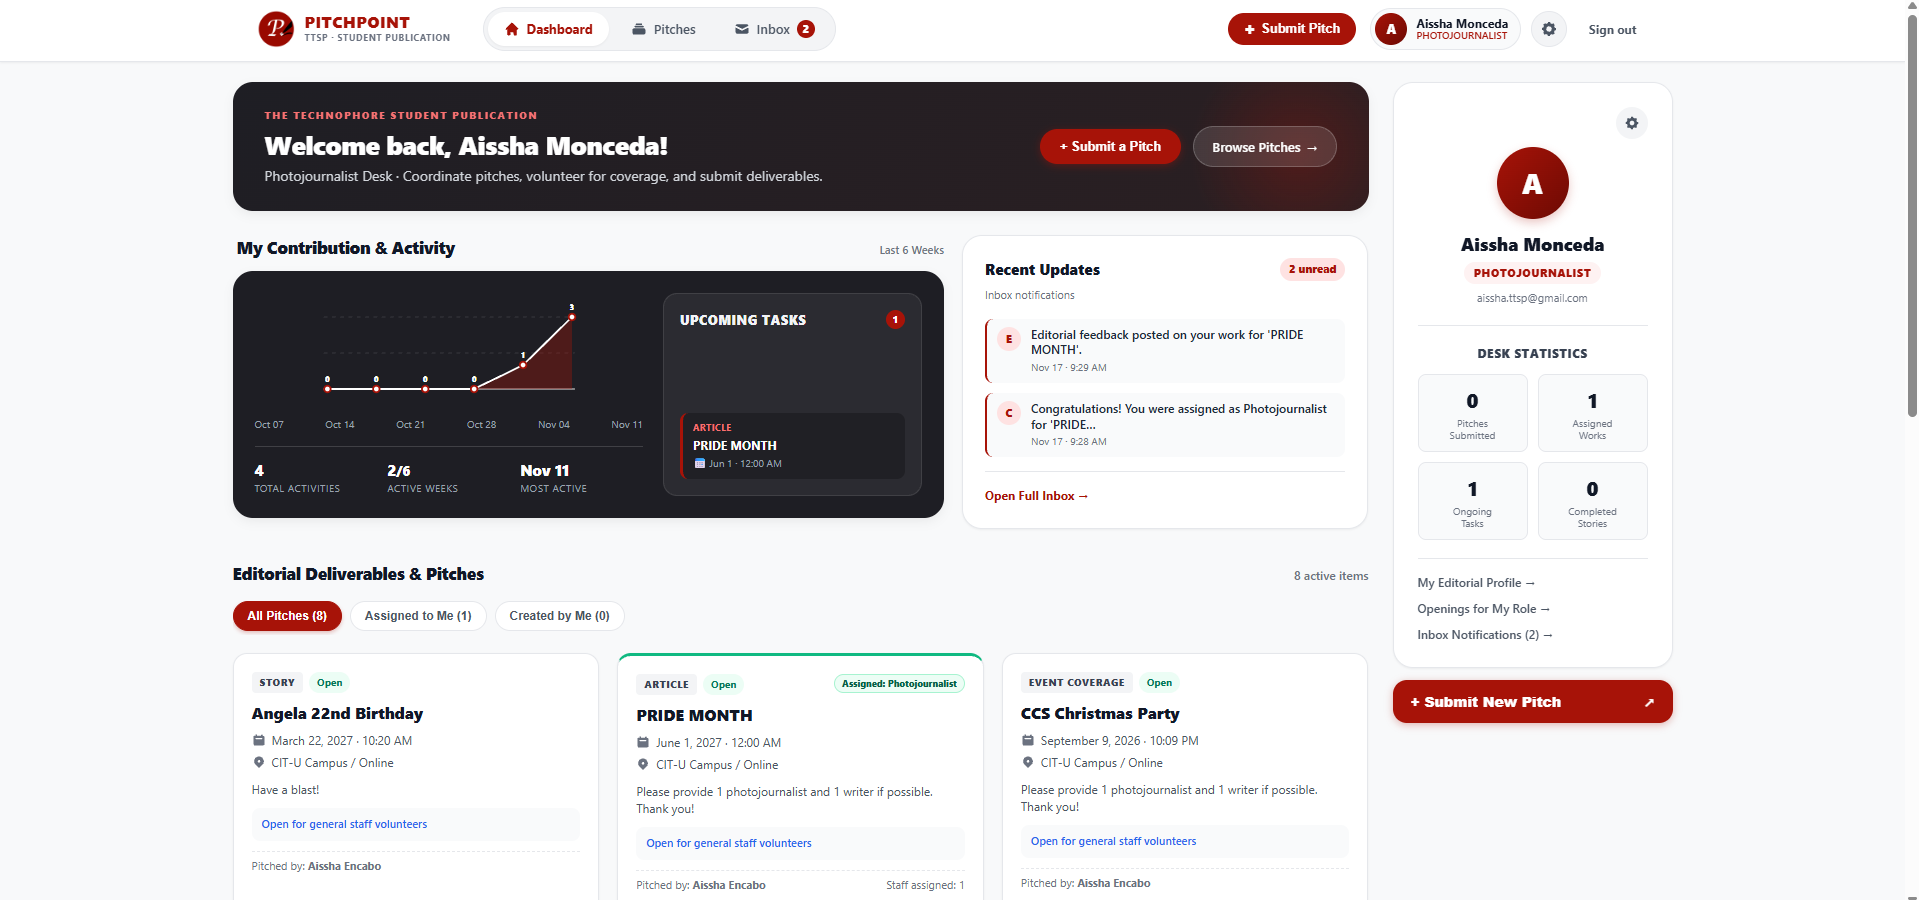 PITCHPOINT
TTSP · STUDENT PUBLICATION
Dashboard
Pitches
Inbox 2
+ Submit Pitch
A
Aissha Monceda
PHOTOJOURNALIST
Sign out
THE TECHNOPHORE STUDENT PUBLICATION
Welcome back, Aissha Monceda!
Photojournalist Desk · Coordinate pitches, volunteer for coverage, and submit deliverables.
+ Submit a Pitch
Browse Pitches →
My Contribution & Activity
Last 6 Weeks
0 0 0 0 1 3
Oct 07 Oct 14 Oct 21 Oct 28 Nov 04 Nov 11
4
TOTAL ACTIVITIES
2/6
ACTIVE WEEKS
Nov 11
MOST ACTIVE
UPCOMING TASKS 1
ARTICLE
PRIDE MONTH
Jun 1 · 12:00 AM
Recent Updates
2 unread
Inbox notifications
E
Editorial feedback posted on your work for 'PRIDE
MONTH'.
Nov 17 · 9:29 AM
C
Congratulations! You were assigned as Photojournalist
for 'PRIDE...
Nov 17 · 9:28 AM
Open Full Inbox →
A
Aissha Monceda
PHOTOJOURNALIST
aissha.ttsp@gmail.com
DESK STATISTICS
0
Pitches
Submitted
1
Assigned
Works
1
Ongoing
Tasks
0
Completed
Stories
My Editorial Profile →
Openings for My Role →
Inbox Notifications (2) →
+ Submit New Pitch ↗
Editorial Deliverables & Pitches
8 active items
All Pitches (8)
Assigned to Me (1)
Created by Me (0)
STORY Open
Angela 22nd Birthday
March 22, 2027 · 10:20 AM
CIT-U Campus / Online
Have a blast!
Open for general staff volunteers
Pitched by: Aissha Encabo
ARTICLE Open Assigned: Photojournalist
PRIDE MONTH
June 1, 2027 · 12:00 AM
CIT-U Campus / Online
Please provide 1 photojournalist and 1 writer if possible.
Thank you!
Open for general staff volunteers
Pitched by: Aissha Encabo Staff assigned: 1
EVENT COVERAGE Open
CCS Christmas Party
September 9, 2026 · 10:09 PM
CIT-U Campus / Online
Please provide 1 photojournalist and 1 writer if possible.
Thank you!
Open for general staff volunteers
Pitched by: Aissha Encabo